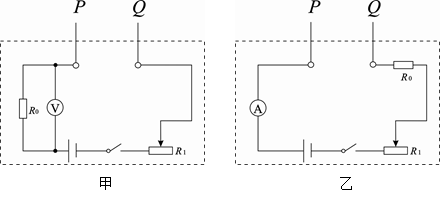 P Q P Q
R₀ V R₁ A R₀ R₁
甲 乙